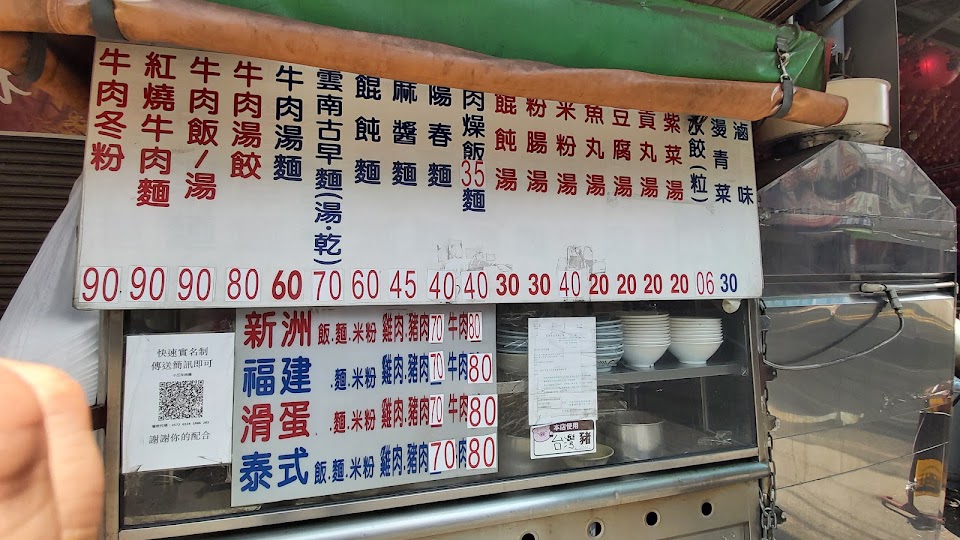 牛肉冬粉 90
紅燒牛肉麵 90
牛肉飯/湯 90
牛肉湯餃 80
牛肉湯麵 60
雲南古早麵(湯·乾) 70
餛飩麵 60
麻醬麵 45
陽春麵 40
肉燥飯35麵 40
餛飩湯 30
粉腸湯 30
米粉湯 40
魚丸湯 20
豆腐湯 20
貢丸湯 20
紫菜湯 20
水餃(粒) 06
燙青菜 30
滷味
新洲 飯.麵.米粉 雞肉.豬肉70 牛肉80
福建 .麵.米粉 雞肉.豬肉70 牛肉.80
滑蛋 .麵.米粉 雞肉.豬肉70 牛肉80
泰式 飯.麵.米粉 雞肉.豬肉70肉80
快速實名制
傳送簡訊即可
謝謝你的配合
本店使用
台灣豬